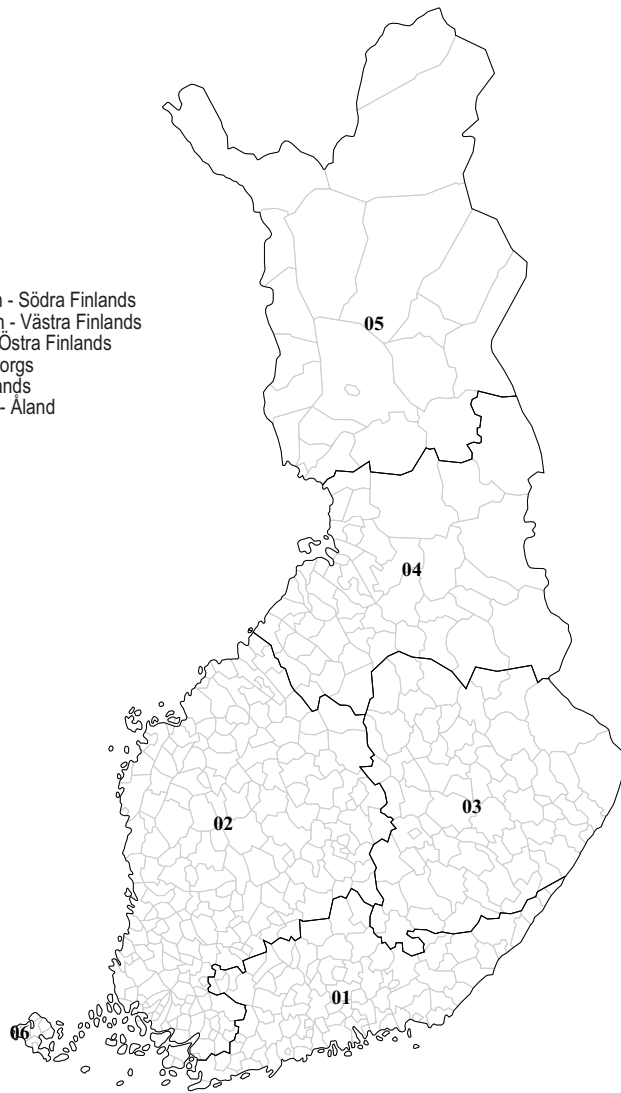 - Södra Finlands
- Västra Finlands
Östra Finlands
orgs
ands
- Åland
05
04
03
02
01
06